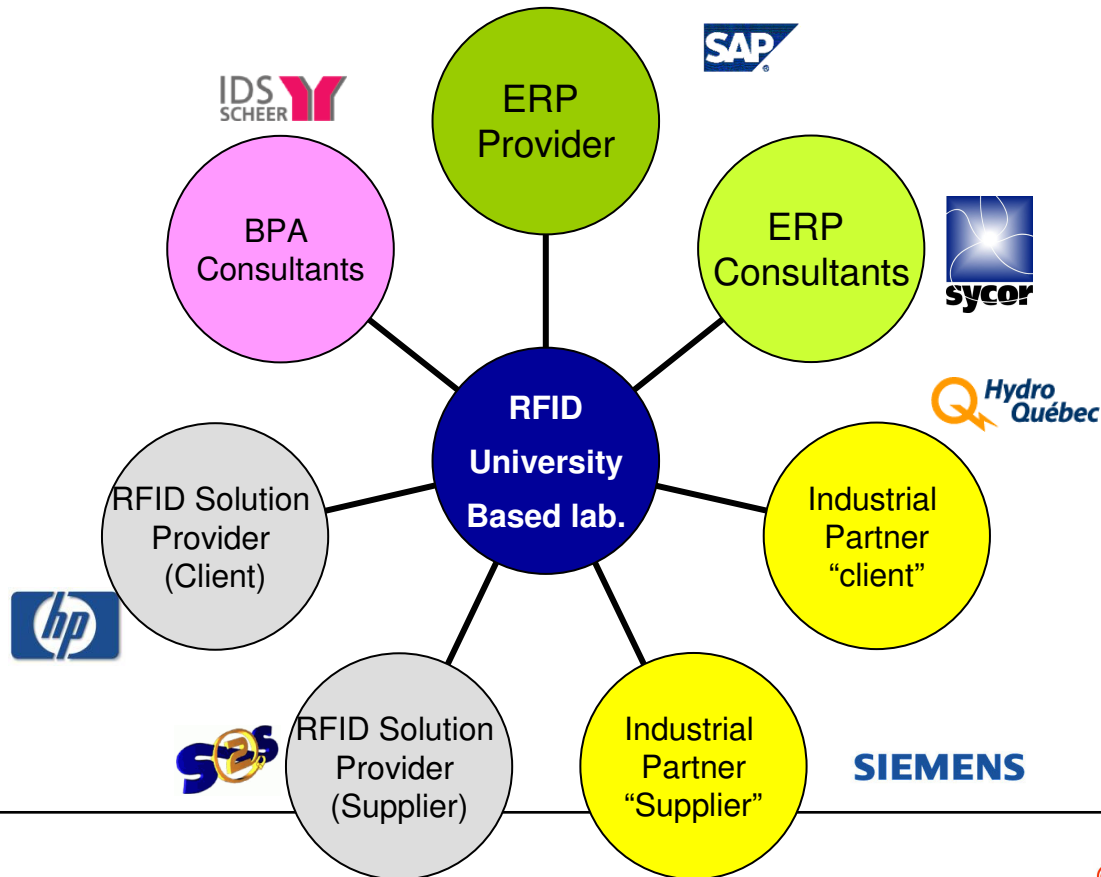 SAP
®
IDS
SCHEER
ERP
Provider
BPA
Consultants
ERP
Consultants
sycor
Hydro
Québec
RFID
University
Based lab.
RFID Solution
Provider
(Client)
Industrial
Partner
“client”
hp
S2S
RFID Solution
Provider
(Supplier)
Industrial
Partner
“Supplier”
SIEMENS